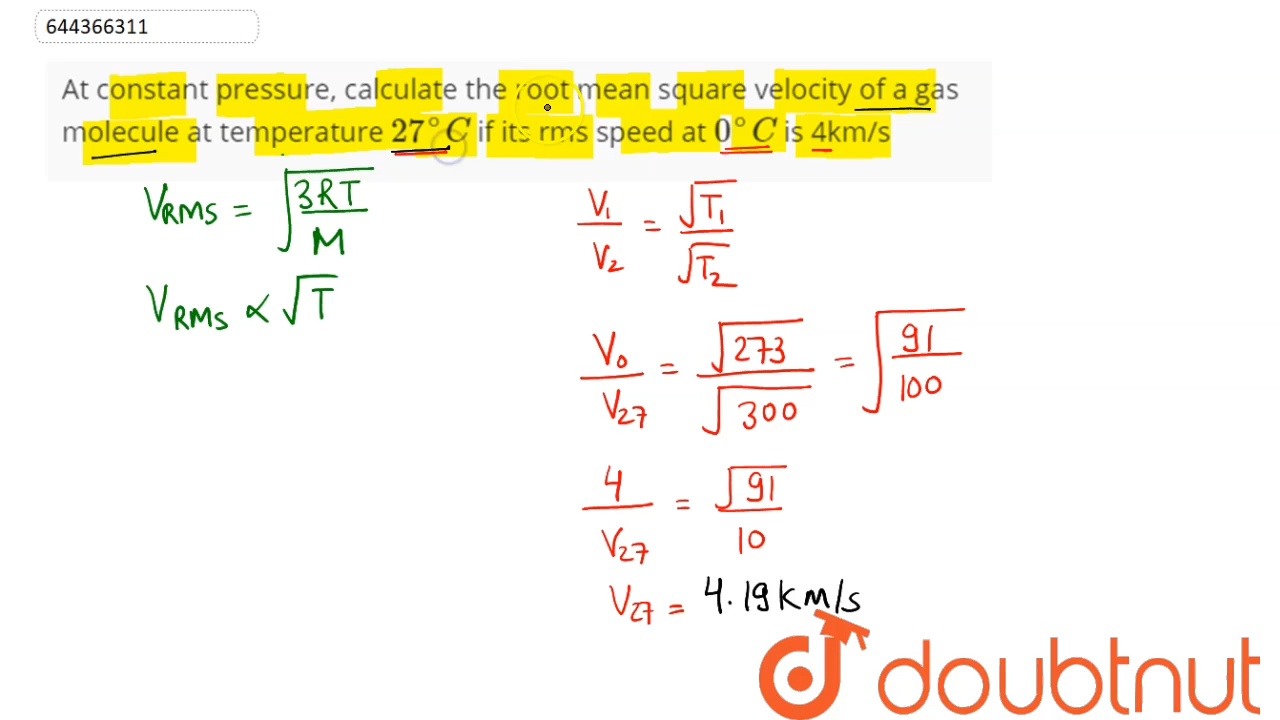 644366311
At constant pressure, calculate the root mean square velocity of a gas
molecule at temperature 27°C if its rms speed at 0°C is 4km/s
VRMS = √(3RT/M)
VRMS ∝ √T
V₁/V₂ = √T₁/√T₂
V₀/V₂₇ = √273/√300 = √(91/100)
4/V₂₇ = √91/10
V₂₇ = 4.19 km/s
doubtnut